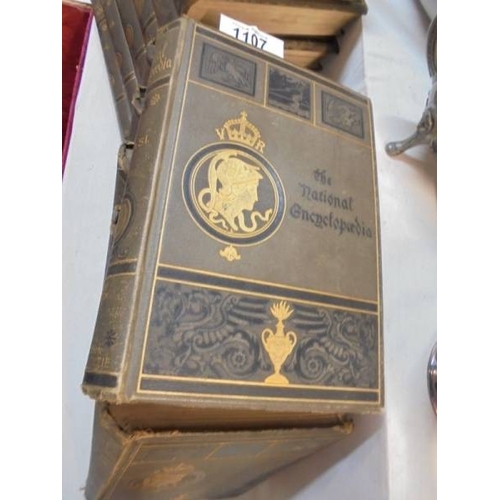 1107
V R
The
National
Encyclopædia